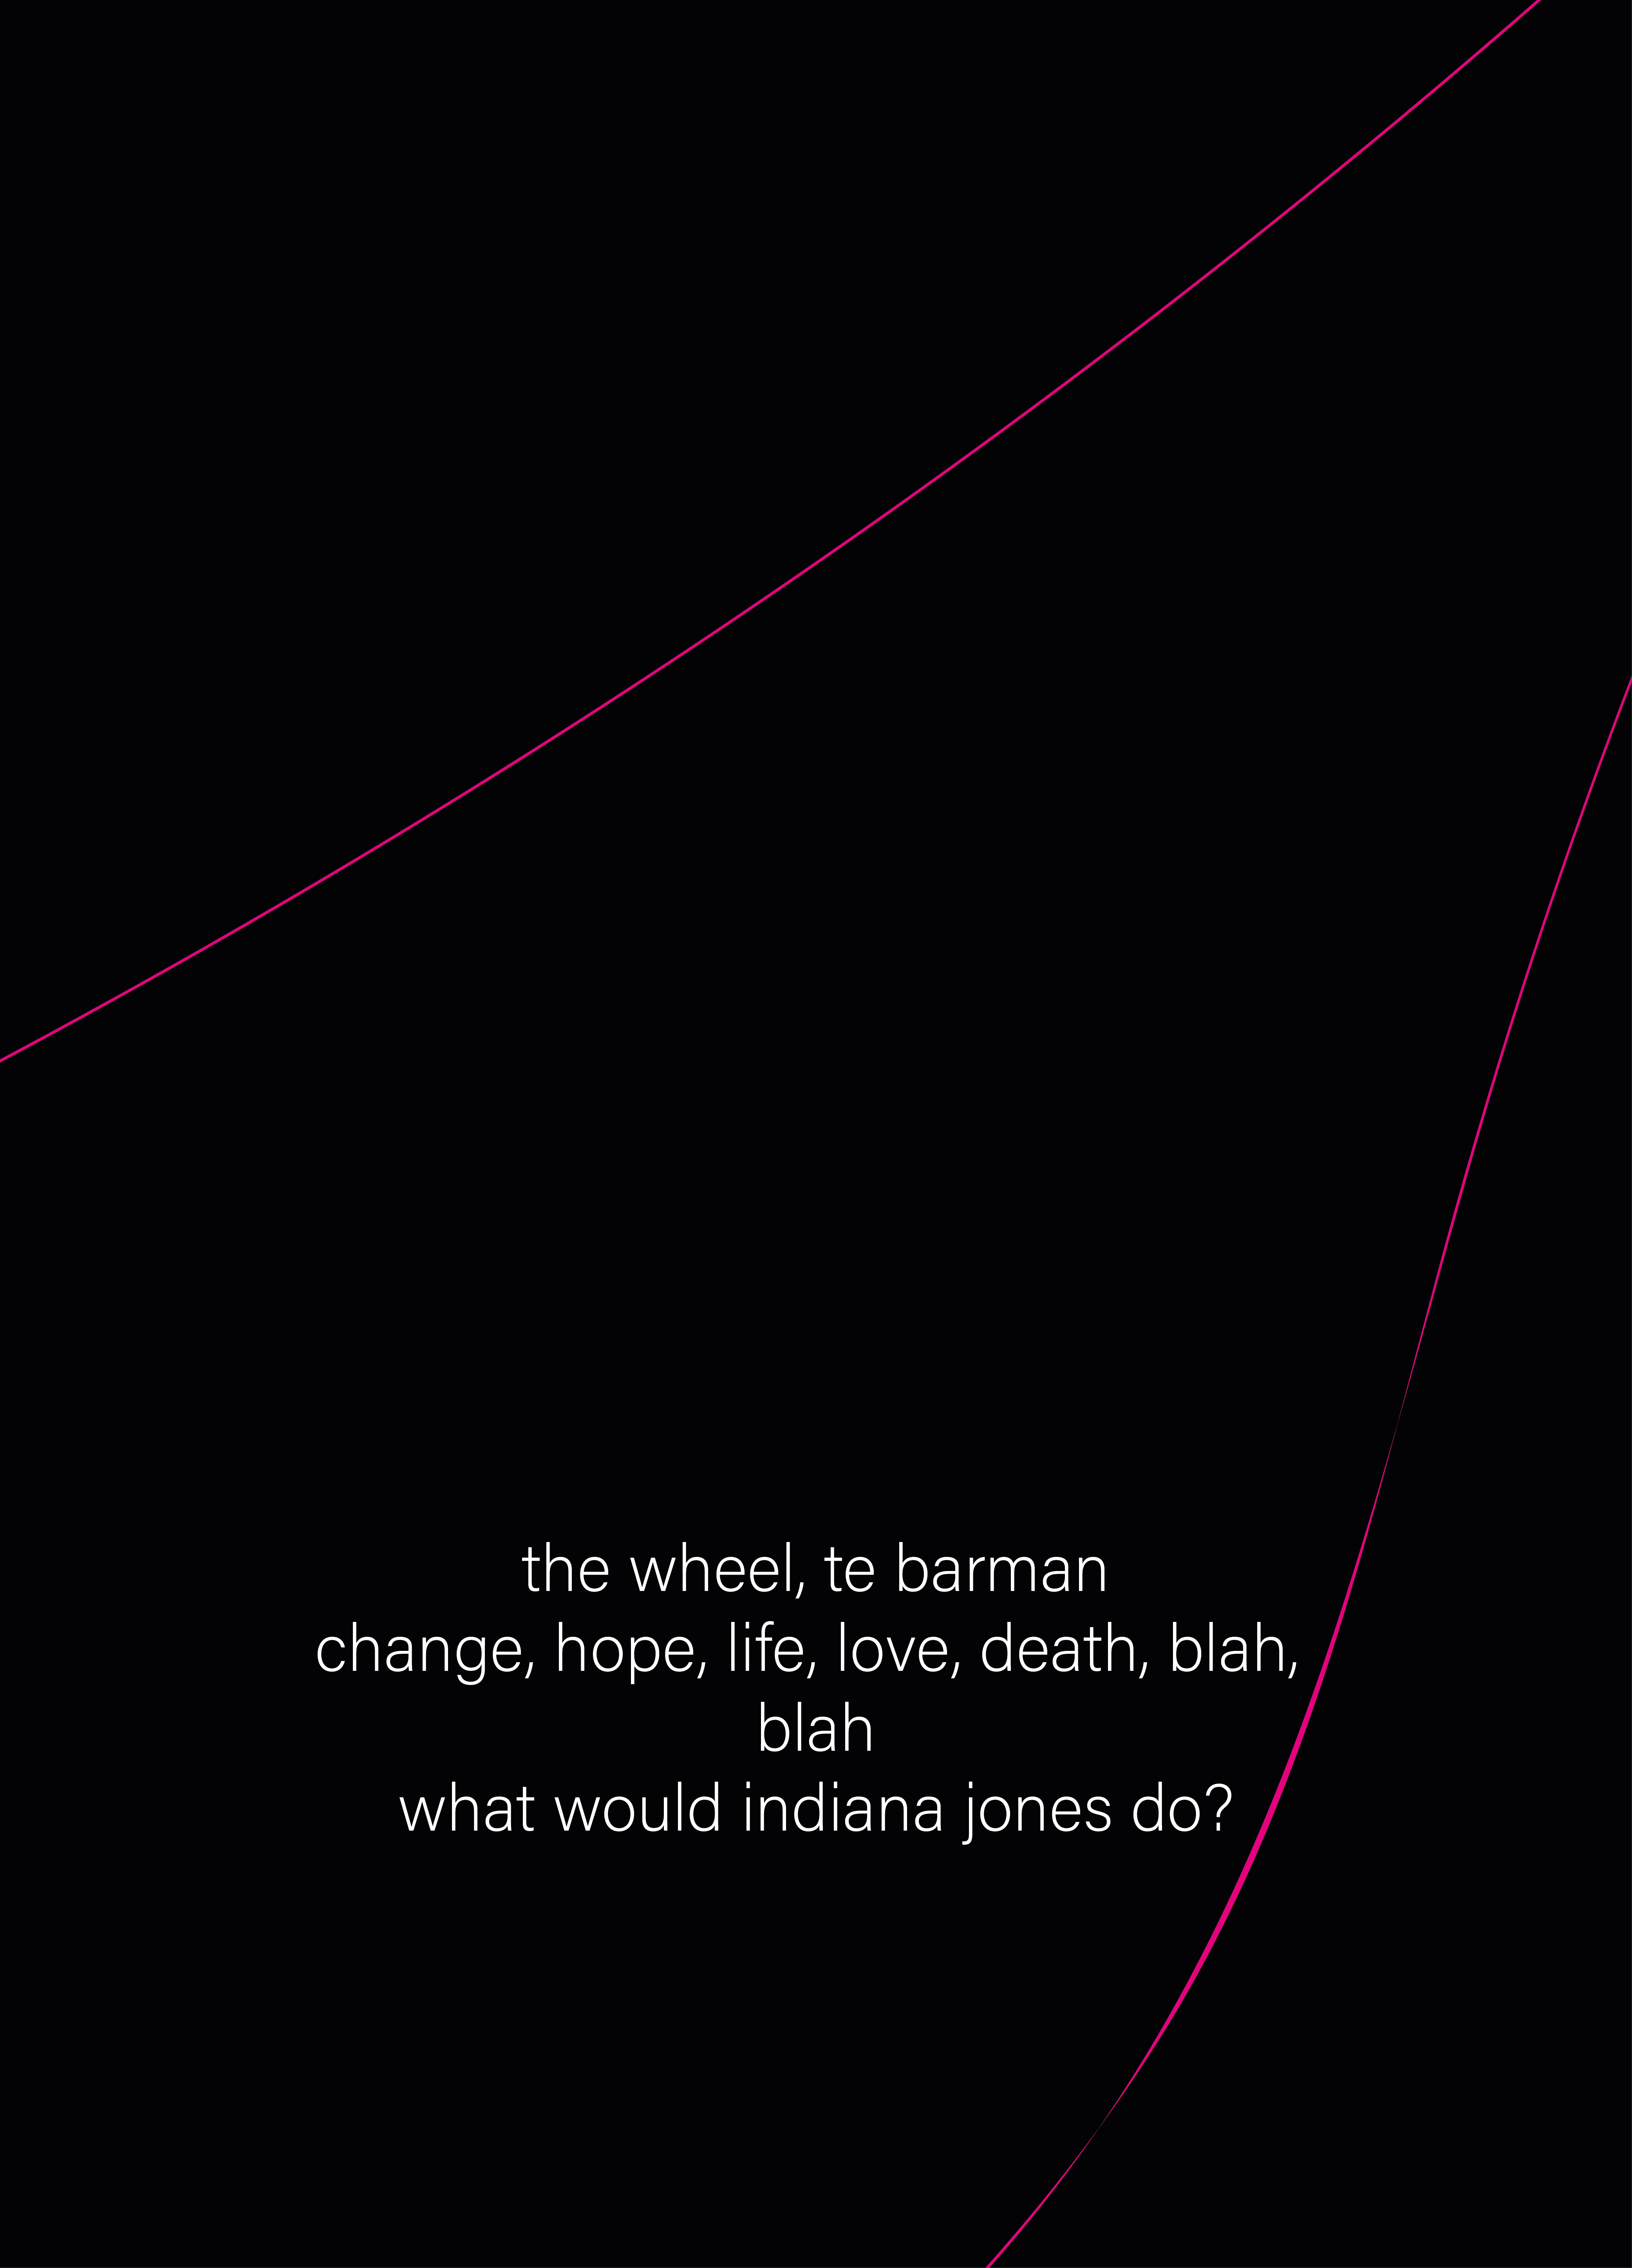 the wheel, te barman
change, hope, life, love, death, blah,
blah
what would indiana jones do?